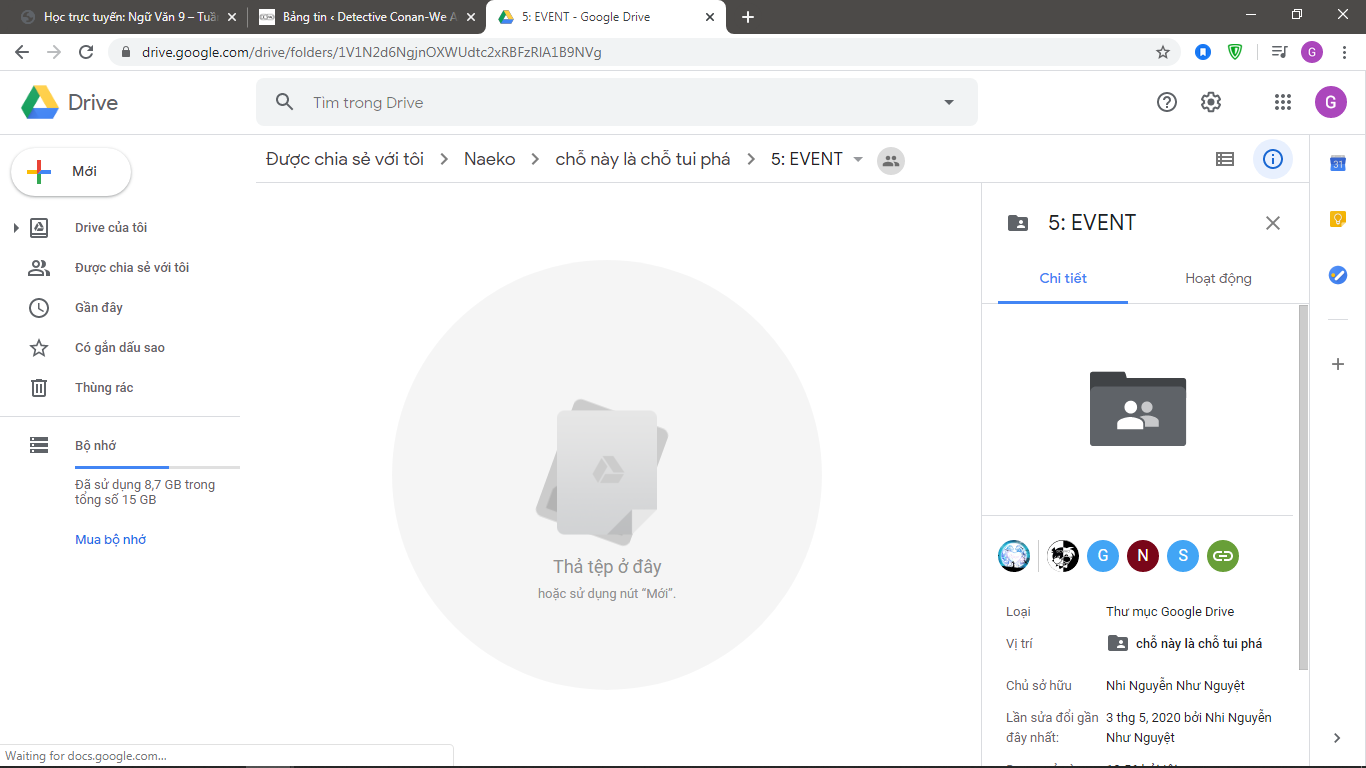 Học trực tuyến: Ngữ Văn 9 – Tuầ
Bảng tin ‹ Detective Conan-We A
5: EVENT - Google Drive
drive.google.com/drive/folders/1V1N2d6NgjnOXWUdtc2xRBFzRlA1B9NVg
G
Drive
Tìm trong Drive
G
Mới
Được chia sẻ với tôi
Naeko
chỗ này là chỗ tui phá
5: EVENT
31
Drive của tôi
Được chia sẻ với tôi
Gần đây
Có gắn dấu sao
Thùng rác
Bộ nhớ
Đã sử dụng 8,7 GB trong
tổng số 15 GB
Mua bộ nhớ
Thả tệp ở đây
hoặc sử dụng nút “Mới”.
5: EVENT
Chi tiết
Hoạt động
G
N
S
Loại
Thư mục Google Drive
Vị trí
chỗ này là chỗ tui phá
Chủ sở hữu
Nhi Nguyễn Như Nguyệt
Lần sửa đổi gần
đây nhất:
3 thg 5, 2020 bởi Nhi Nguyễn
Như Nguyệt
Waiting for docs.google.com...